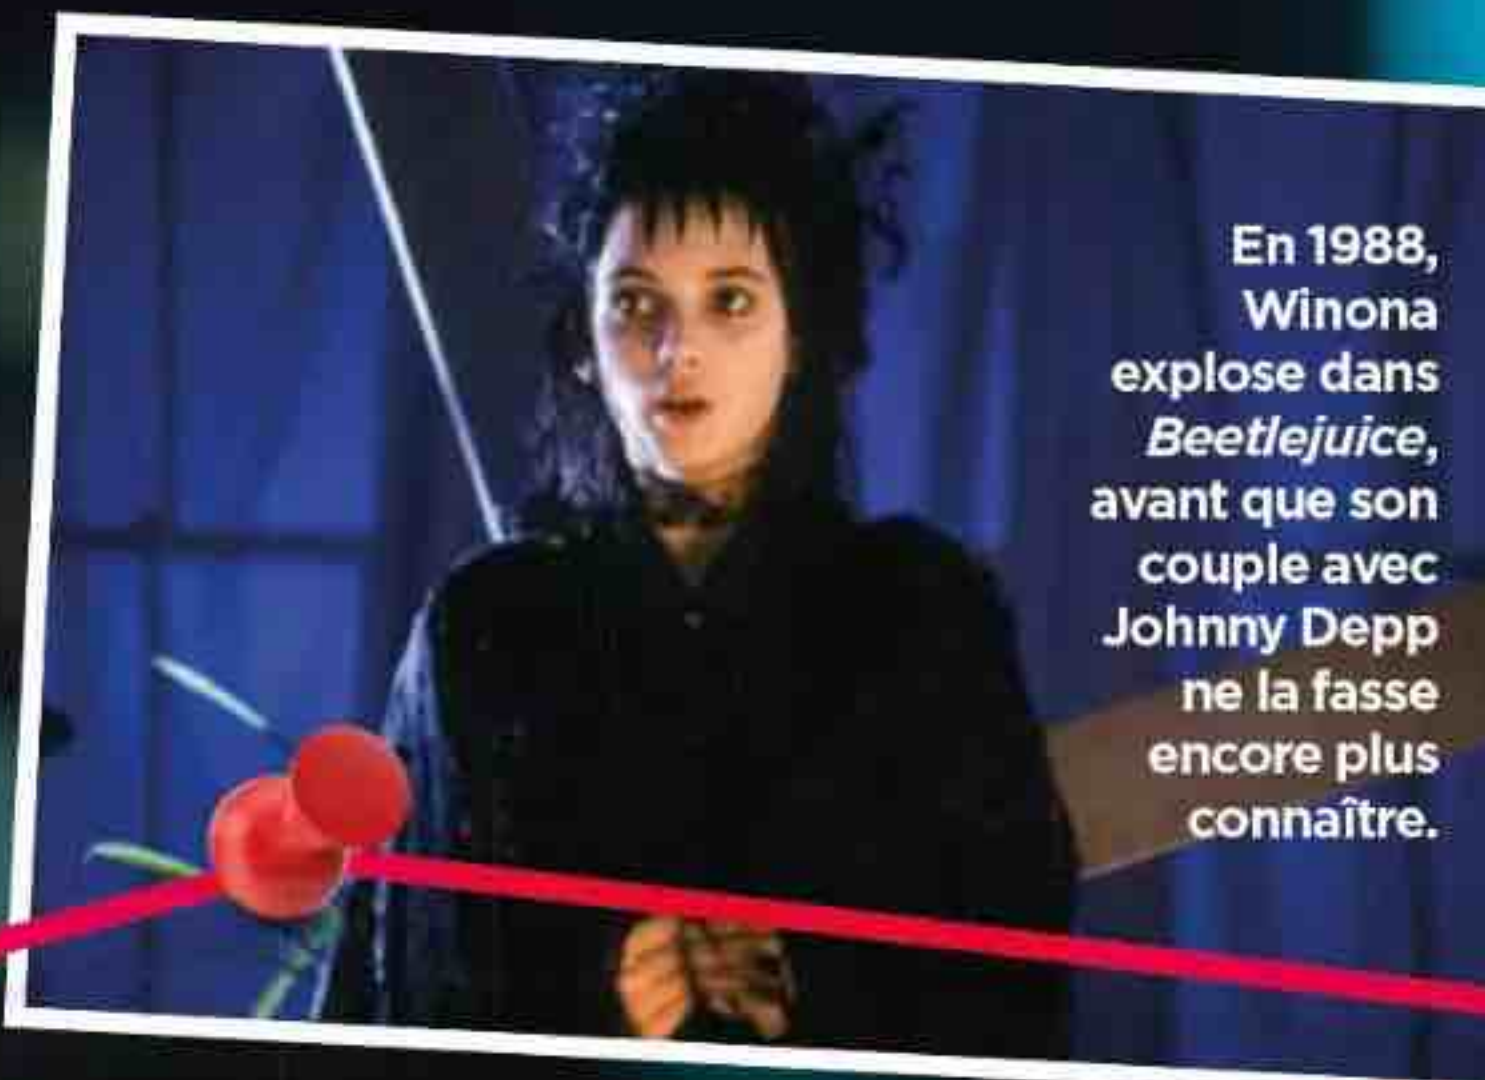 En 1988,
Winona
explose dans
Beetlejuice,
avant que son
couple avec
Johnny Depp
ne la fasse
encore plus
connaître.